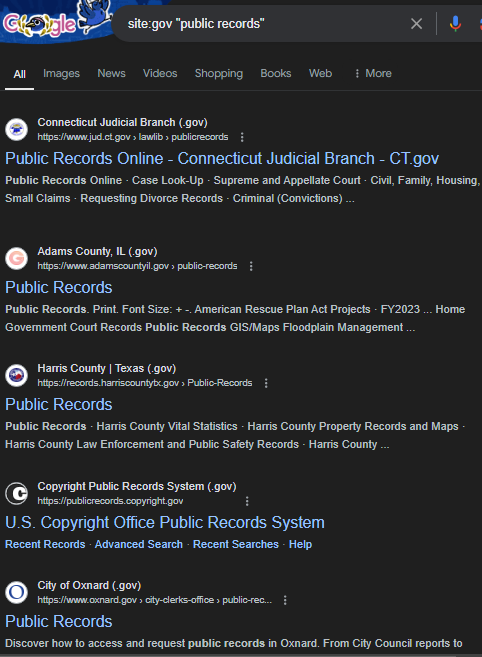 Google
site:gov "public records"
All Images News Videos Shopping Books Web More
Connecticut Judicial Branch (.gov)
https://www.jud.ct.gov › lawlib › publicrecords
Public Records Online - Connecticut Judicial Branch - CT.gov
Public Records Online · Case Look-Up · Supreme and Appellate Court · Civil, Family, Housing,
Small Claims · Requesting Divorce Records · Criminal (Convictions) ...
Adams County, IL (.gov)
https://www.adamscountyil.gov › public-records
Public Records
Public Records. Print. Font Size: + -. American Rescue Plan Act Projects · FY2023 ... Home
Government Court Records Public Records GIS/Maps Floodplain Management ...
Harris County | Texas (.gov)
https://records.harriscountytx.gov › Public-Records
Public Records
Public Records · Harris County Vital Statistics · Harris County Property Records and Maps ·
Harris County Law Enforcement and Public Safety Records · Harris County ...
Copyright Public Records System (.gov)
https://publicrecords.copyright.gov
U.S. Copyright Office Public Records System
Recent Records · Advanced Search · Recent Searches · Help
City of Oxnard (.gov)
https://www.oxnard.gov › city-clerks-office › public-rec...
Public Records
Discover how to access and request public records in Oxnard. From City Council reports to